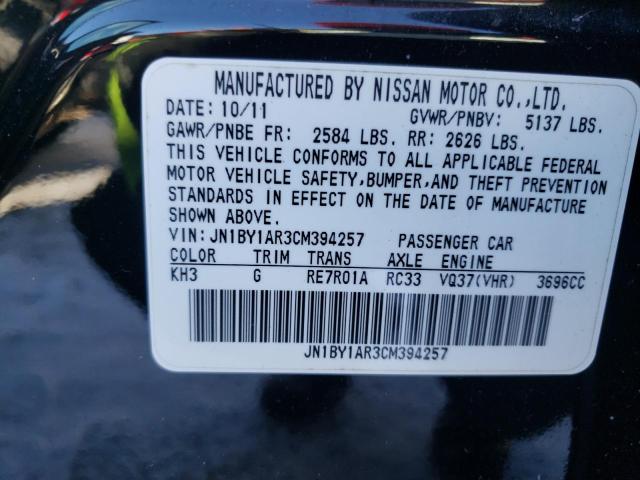 MANUFACTURED BY NISSAN MOTOR CO.,LTD.
DATE: 10/11 GVWR/PNBV: 5137 LBS.
GAWR/PNBE FR: 2584 LBS. RR: 2626 LBS.
THIS VEHICLE CONFORMS TO ALL APPLICABLE FEDERAL
MOTOR VEHICLE SAFETY,BUMPER,AND THEFT PREVENTION
STANDARDS IN EFFECT ON THE DATE OF MANUFACTURE
SHOWN ABOVE.
VIN:JN1BY1AR3CM394257 PASSENGER CAR
COLOR TRIM TRANS AXLE ENGINE
KH3 G RE7R01A RC33 VQ37(VHR) 3696CC
JN1BY1AR3CM394257